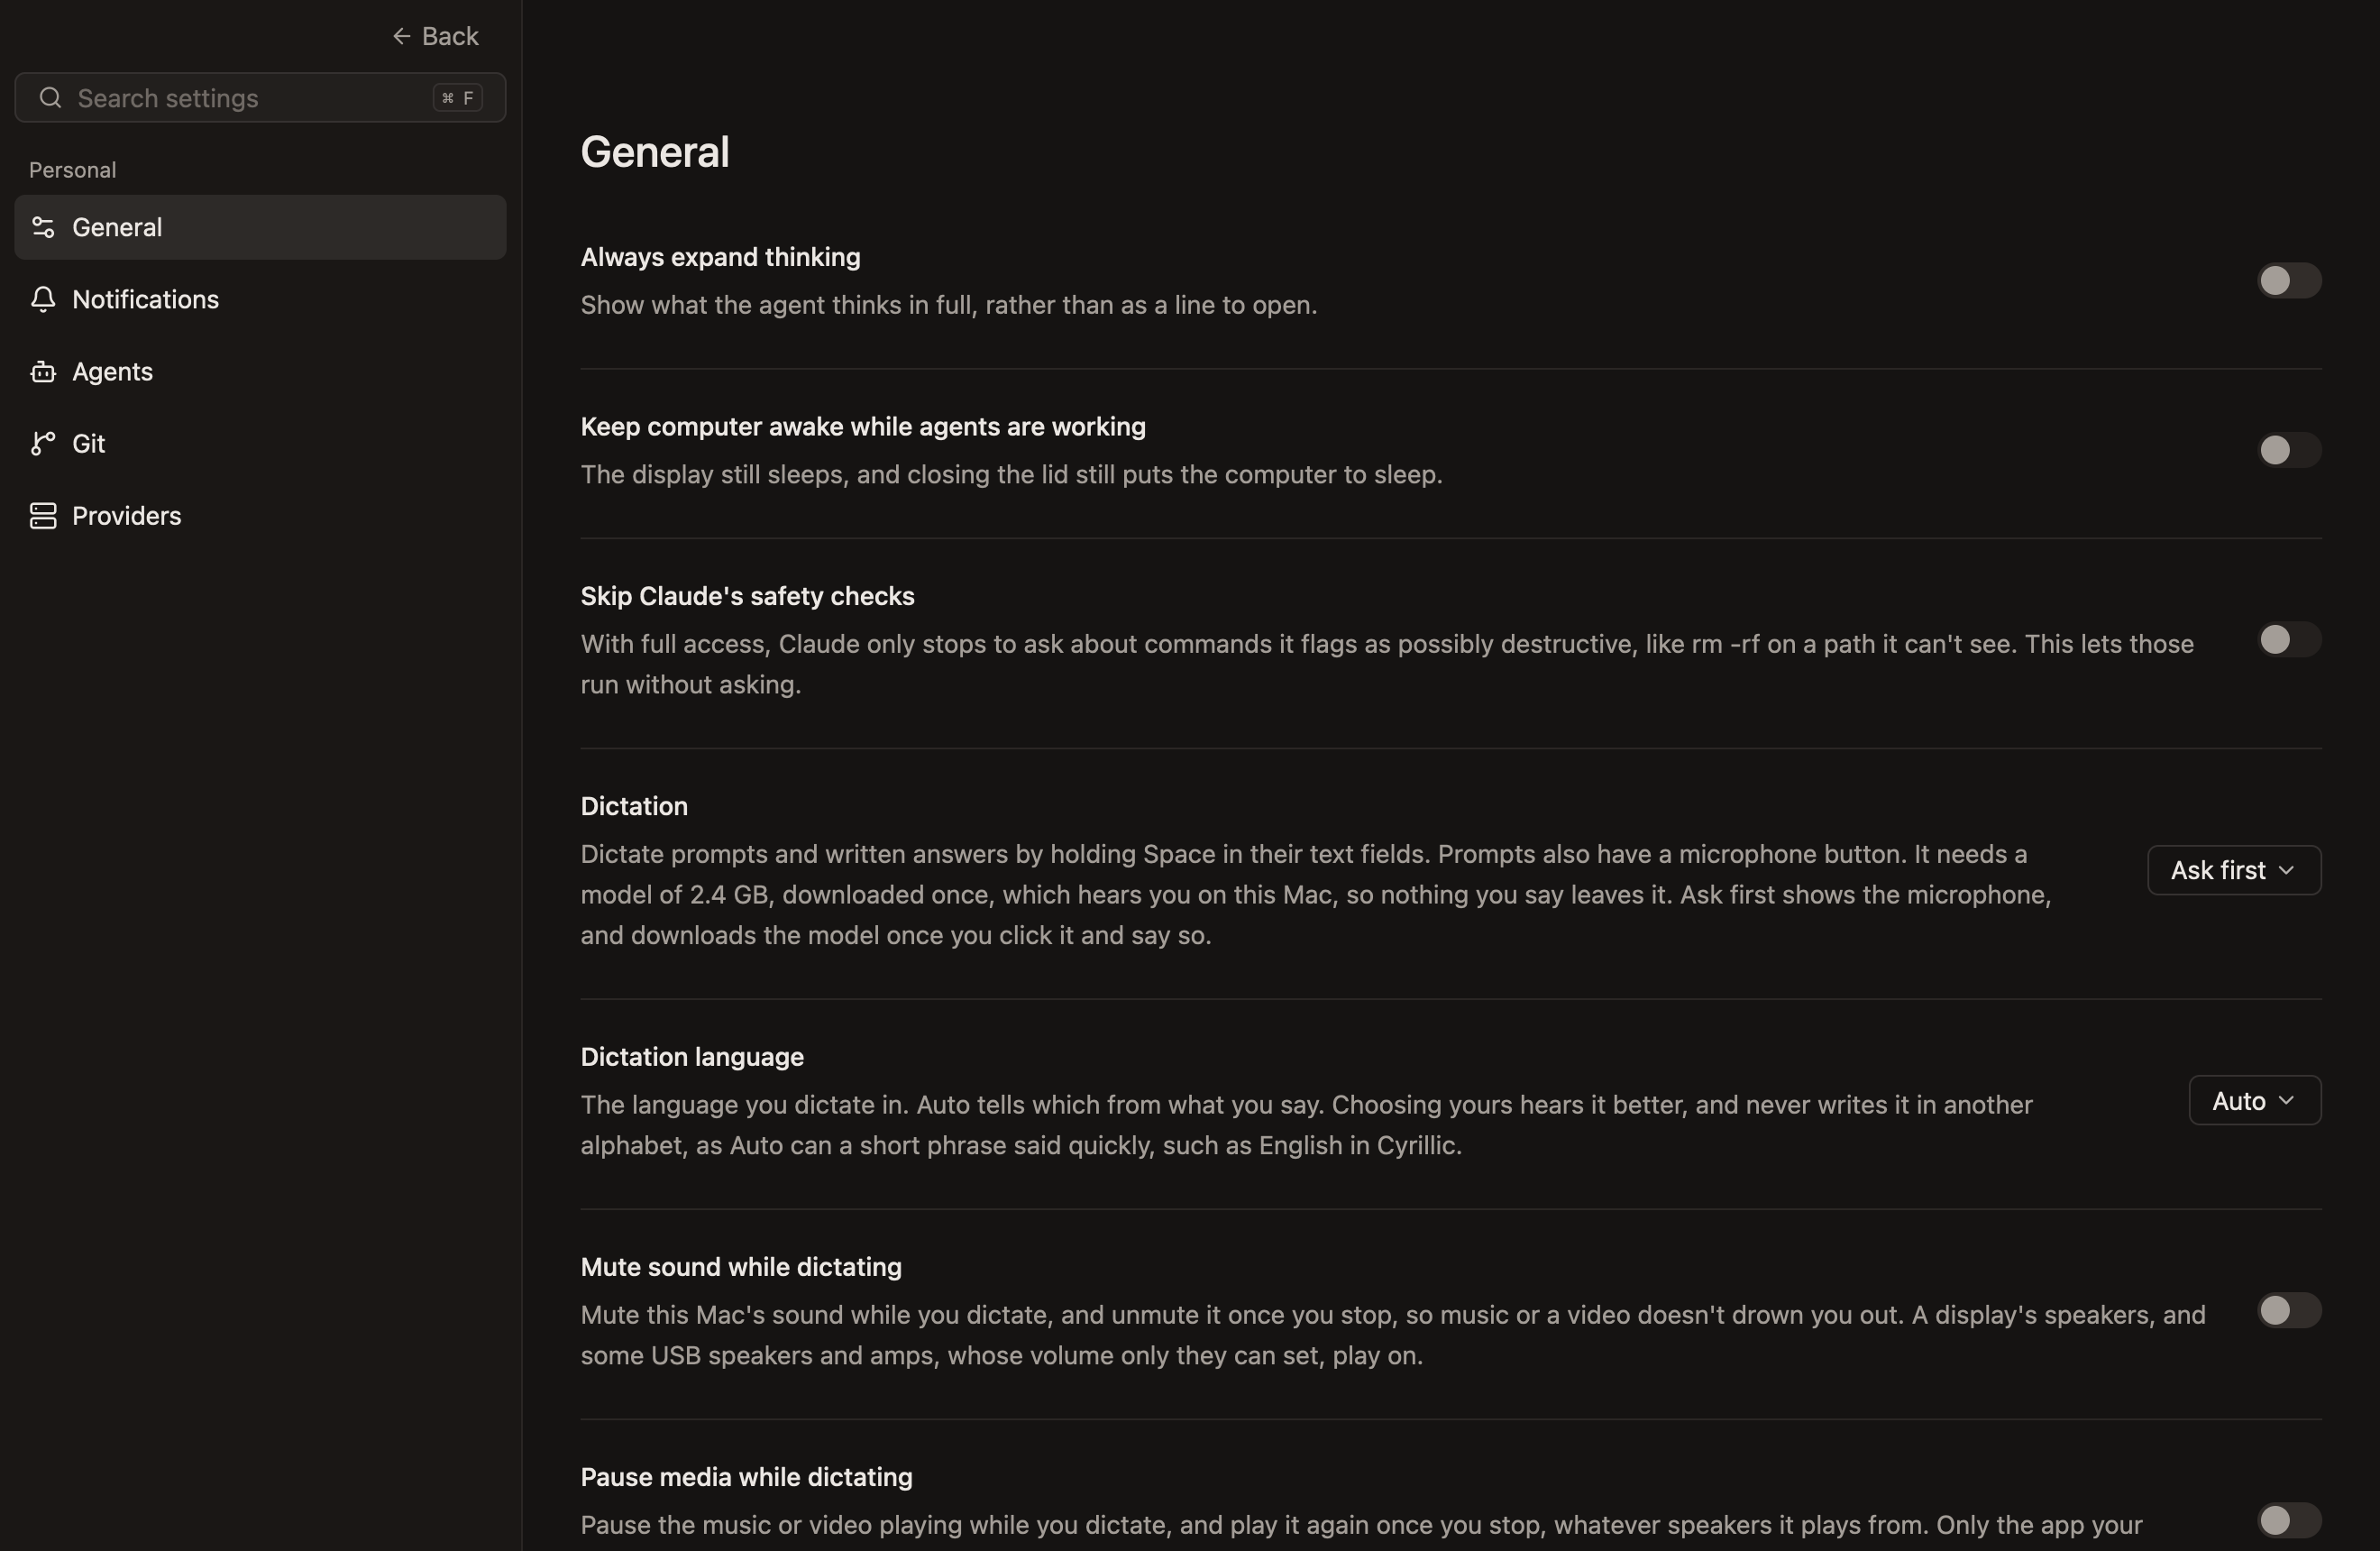 ← Back
Search settings
⌘ F
Personal
General
Notifications
Agents
Git
Providers
General
Always expand thinking
Show what the agent thinks in full, rather than as a line to open.
Keep computer awake while agents are working
The display still sleeps, and closing the lid still puts the computer to sleep.
Skip Claude's safety checks
With full access, Claude only stops to ask about commands it flags as possibly destructive, like rm -rf on a path it can't see. This lets those
run without asking.
Dictation
Dictate prompts and written answers by holding Space in their text fields. Prompts also have a microphone button. It needs a
model of 2.4 GB, downloaded once, which hears you on this Mac, so nothing you say leaves it. Ask first shows the microphone,
and downloads the model once you click it and say so.
Ask first
Dictation language
The language you dictate in. Auto tells which from what you say. Choosing yours hears it better, and never writes it in another
alphabet, as Auto can a short phrase said quickly, such as English in Cyrillic.
Auto
Mute sound while dictating
Mute this Mac's sound while you dictate, and unmute it once you stop, so music or a video doesn't drown you out. A display's speakers, and
some USB speakers and amps, whose volume only they can set, play on.
Pause media while dictating
Pause the music or video playing while you dictate, and play it again once you stop, whatever speakers it plays from. Only the app your